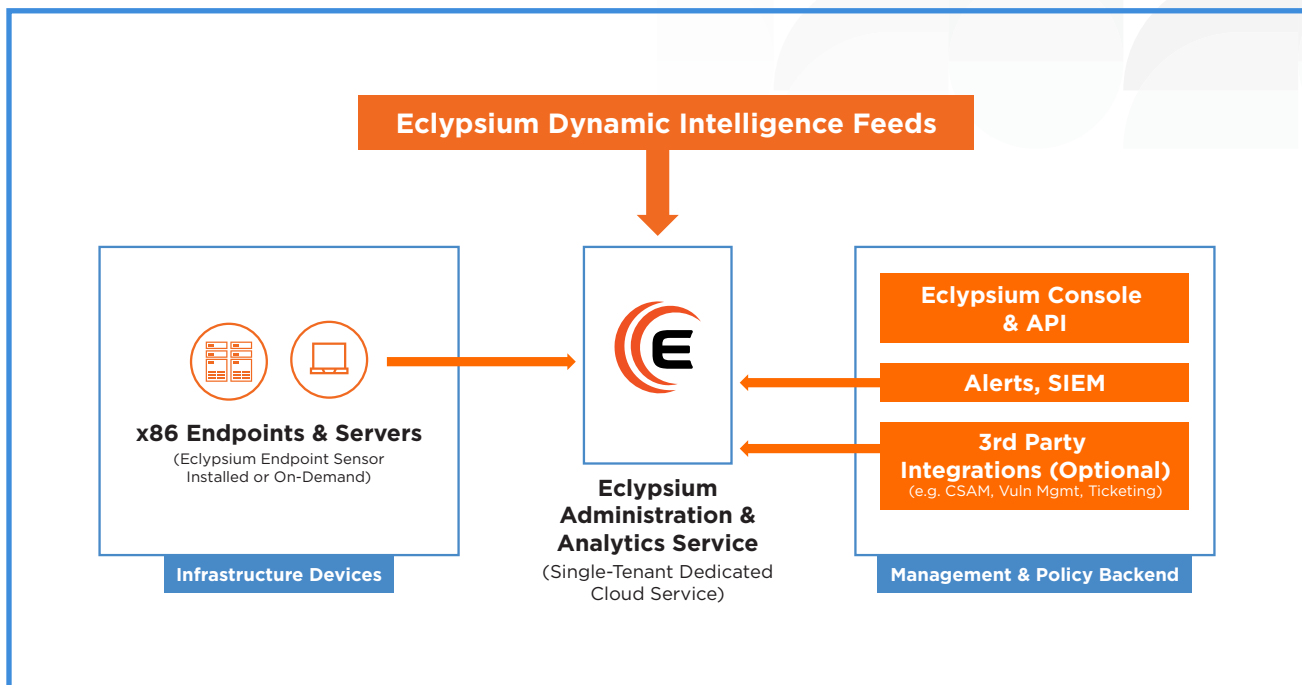 Eclypsium Dynamic Intelligence Feeds
x86 Endpoints & Servers
(Eclypsium Endpoint Sensor
Installed or On-Demand)
Infrastructure Devices
E
Eclypsium
Administration &
Analytics Service
(Single-Tenant Dedicated
Cloud Service)
Eclypsium Console
& API
Alerts, SIEM
3rd Party
Integrations (Optional)
(e.g. CSAM, Vuln Mgmt, Ticketing)
Management & Policy Backend